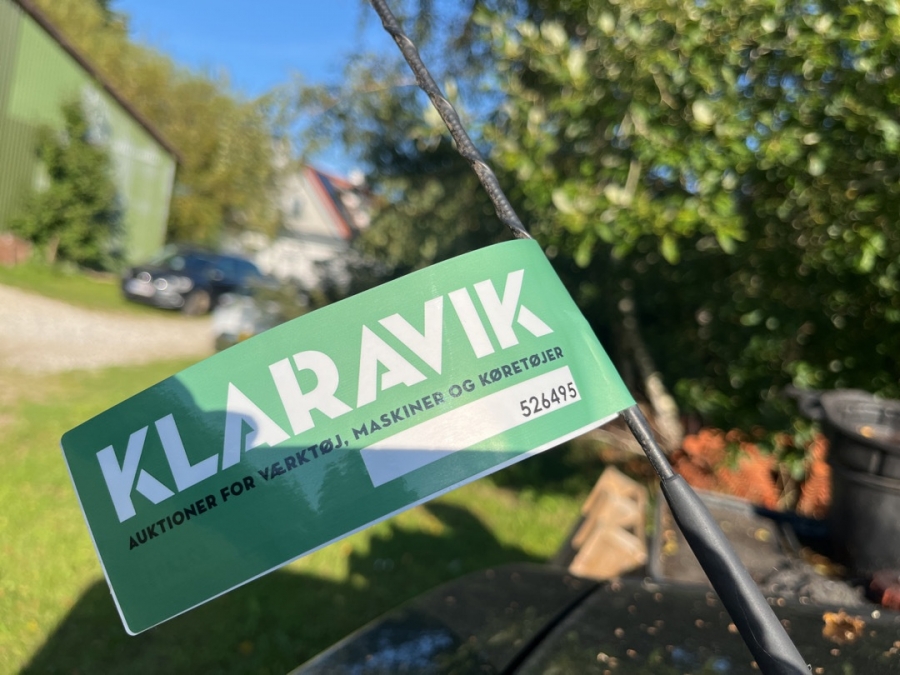 KLARAVIK
AUKTIONER FOR VÆRKTØJ, MASKINER OG KØRETØJER
526495